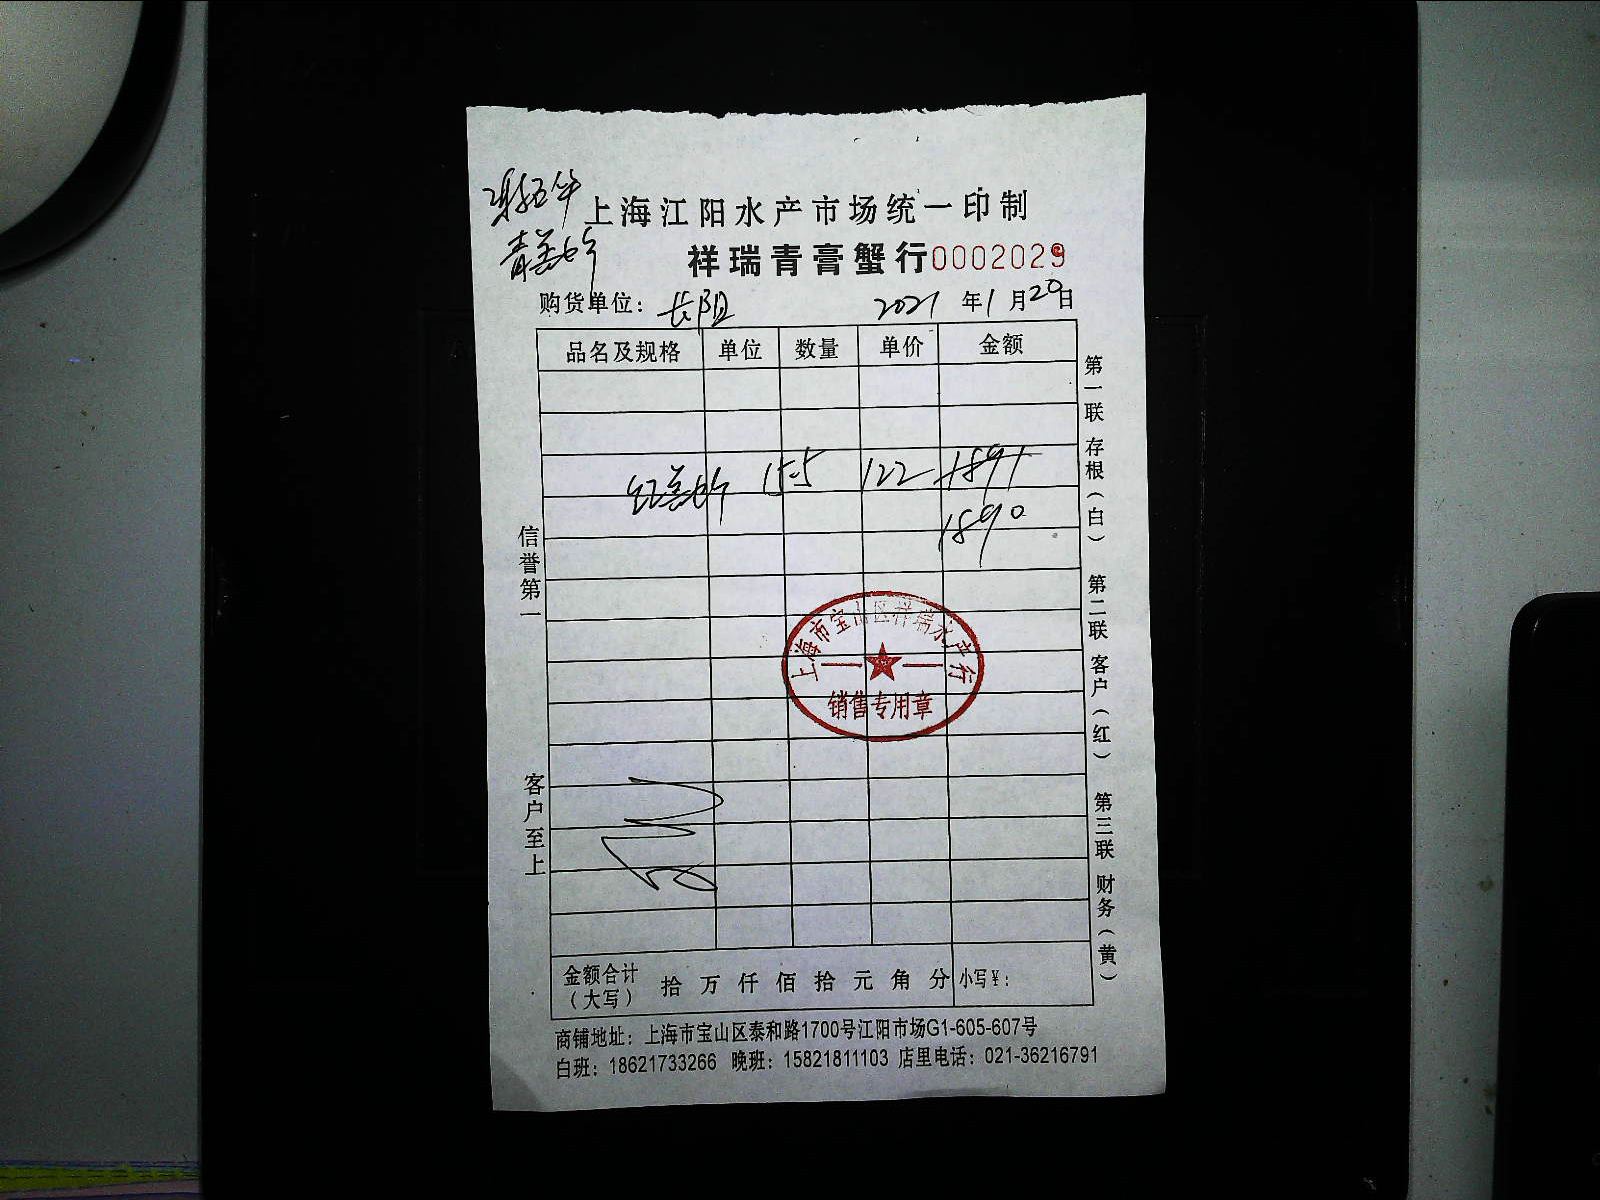 上海江阳水产市场统一印制
祥瑞青膏蟹行0002029
购货单位：长阳 2021年1月20日
品名及规格 单位 数量 单价 金额
15.5 122 1891
1890
上海市宝山区祥瑞水产行
销售专用章
信誉第一
客户至上
第一联 存根（白） 第二联 客户（红） 第三联 财务（黄）
金额合计（大写） 拾 万 仟 佰 拾 元 角 分 小写￥：
商铺地址：上海市宝山区泰和路1700号江阳市场G1-605-607号
白班：18621733266 晚班：15821811103 店里电话：021-36216791